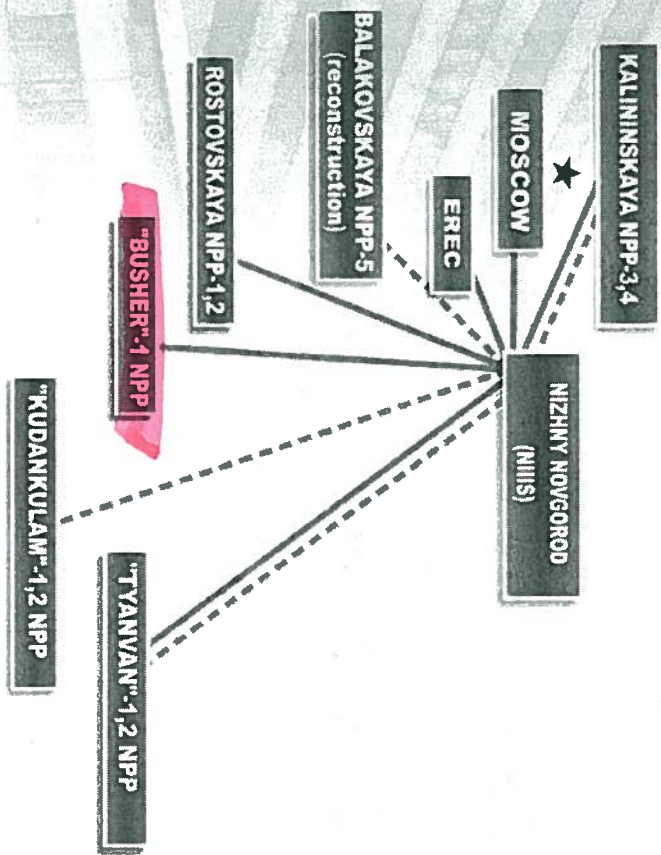 KALININSKAYA NPP-3,4
MOSCOW
EREC
BALAKOVSKAYA NPP-5
(reconstruction)
ROSTOVSKAYA NPP-1,2
"BUSHER"-1 NPP
"KUDANKULAM"-1,2 NPP
"TYANVAN"-1,2 NPP
NIZHNY NOVGOROD
(NIIS)